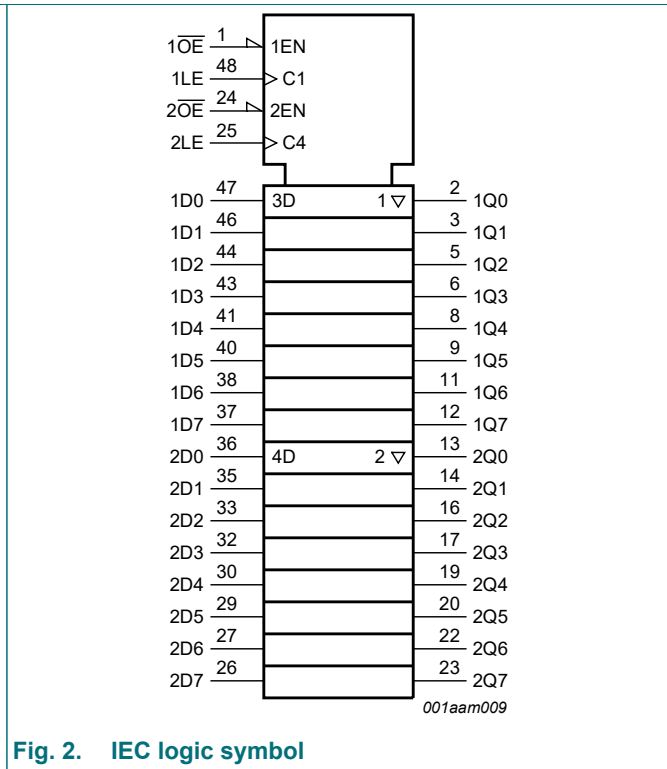 1O̅E̅ 1 1EN
1LE 48 C1
2O̅E̅ 24 2EN
2LE 25 C4
1D0 47 3D 1 ▽ 2 1Q0
1D1 46 3 1Q1
1D2 44 5 1Q2
1D3 43 6 1Q3
1D4 41 8 1Q4
1D5 40 9 1Q5
1D6 38 11 1Q6
1D7 37 12 1Q7
2D0 36 4D 2 ▽ 13 2Q0
2D1 35 14 2Q1
2D2 33 16 2Q2
2D3 32 17 2Q3
2D4 30 19 2Q4
2D5 29 20 2Q5
2D6 27 22 2Q6
2D7 26 23 2Q7
001aam009
Fig. 2. IEC logic symbol